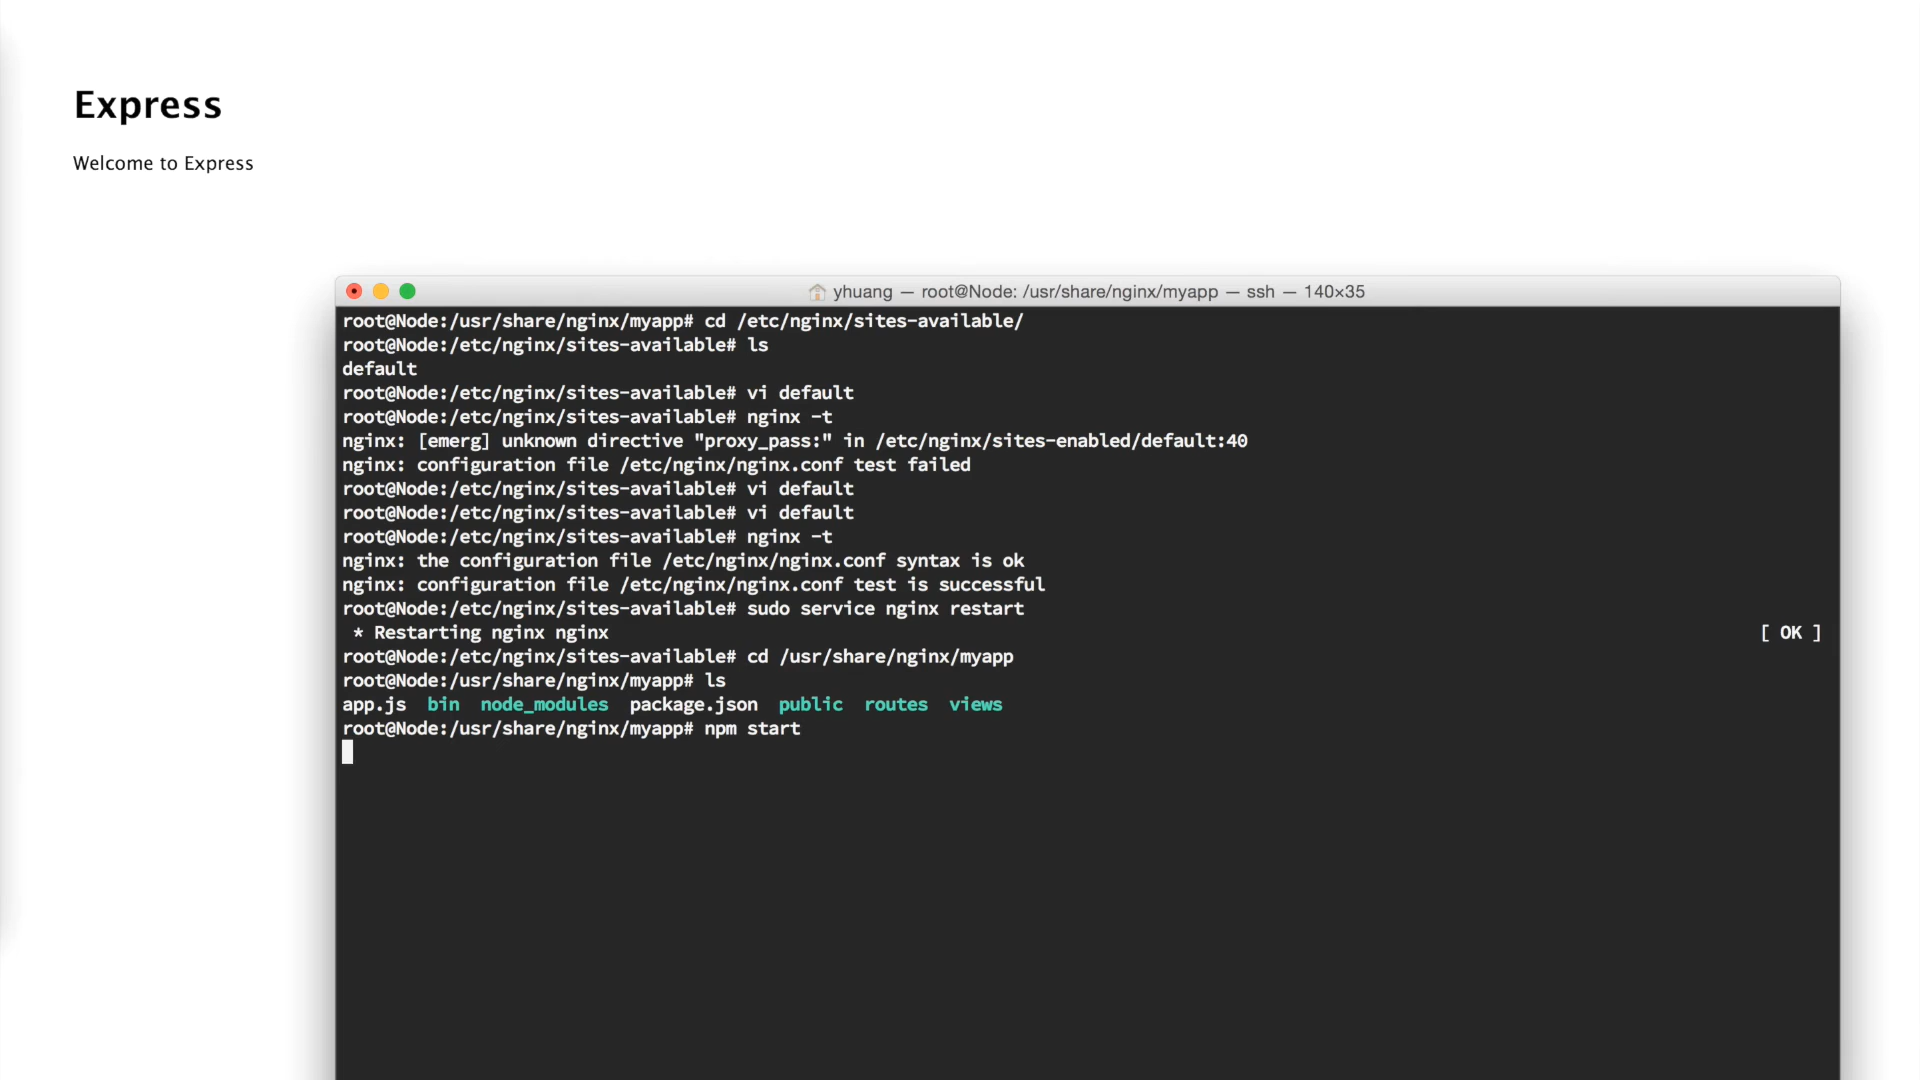 Express
Welcome to Express
yhuang — root@Node: /usr/share/nginx/myapp — ssh — 140×35
root@Node:/usr/share/nginx/myapp# cd /etc/nginx/sites-available/
root@Node:/etc/nginx/sites-available# ls
default
root@Node:/etc/nginx/sites-available# vi default
root@Node:/etc/nginx/sites-available# nginx -t
nginx: [emerg] unknown directive "proxy_pass:" in /etc/nginx/sites-enabled/default:40
nginx: configuration file /etc/nginx/nginx.conf test failed
root@Node:/etc/nginx/sites-available# vi default
root@Node:/etc/nginx/sites-available# vi default
root@Node:/etc/nginx/sites-available# nginx -t
nginx: the configuration file /etc/nginx/nginx.conf syntax is ok
nginx: configuration file /etc/nginx/nginx.conf test is successful
root@Node:/etc/nginx/sites-available# sudo service nginx restart
* Restarting nginx nginx [ OK ]
root@Node:/etc/nginx/sites-available# cd /usr/share/nginx/myapp
root@Node:/usr/share/nginx/myapp# ls
app.js bin node_modules package.json public routes views
root@Node:/usr/share/nginx/myapp# npm start